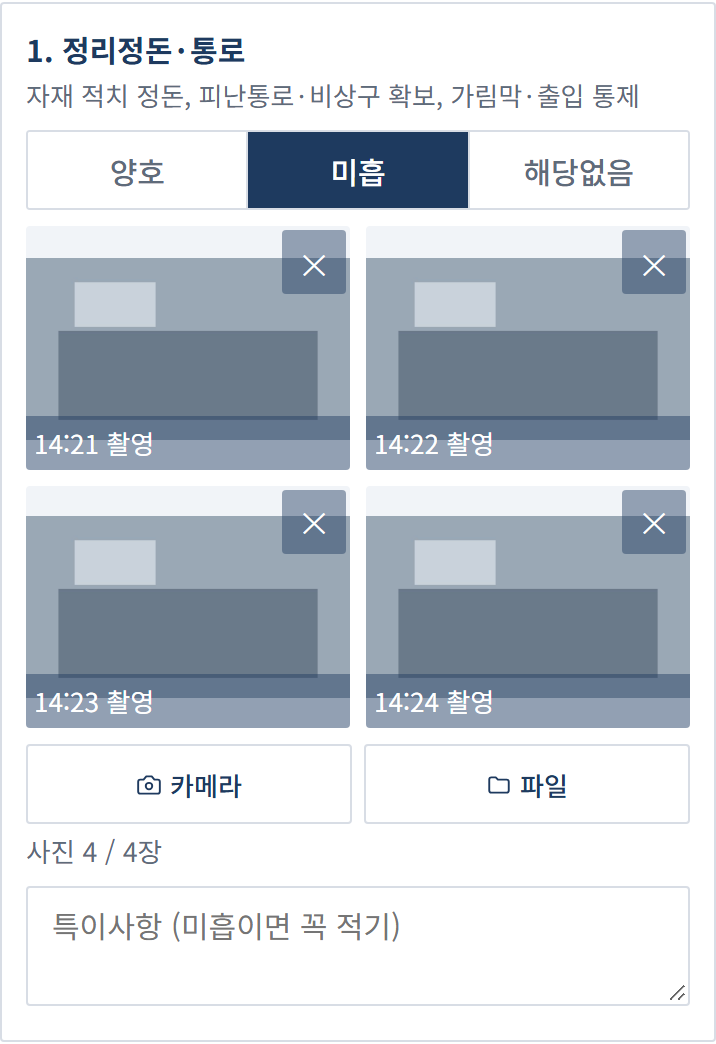 1. 정리정돈·통로
자재 적치 정돈, 피난통로·비상구 확보, 가림막·출입 통제
양호
미흡
해당없음
14:21 촬영
14:22 촬영
14:23 촬영
14:24 촬영
카메라
파일
사진 4 / 4장
특이사항 (미흡이면 꼭 적기)